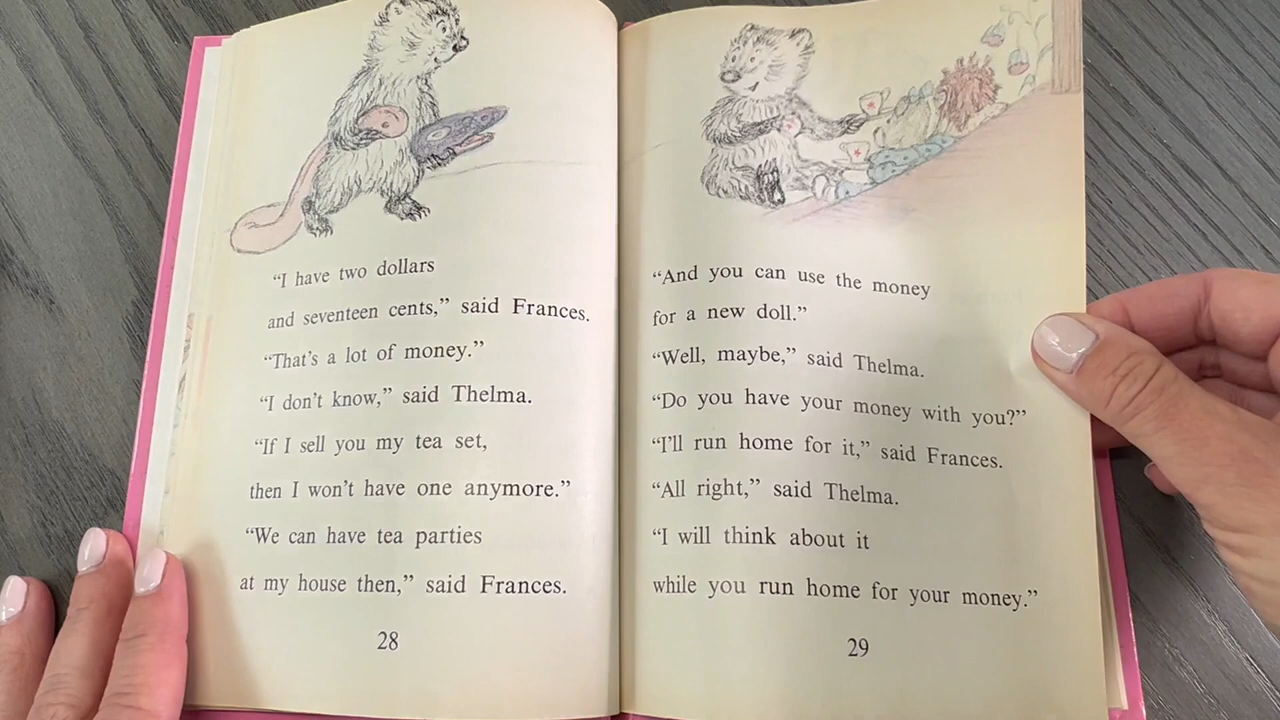 “I have two dollars
and seventeen cents,” said Frances.
“That’s a lot of money.”
“I don’t know,” said Thelma.
“If I sell you my tea set,
then I won’t have one anymore.”
“We can have tea parties
at my house then,” said Frances.
28
“And you can use the money
for a new doll.”
“Well, maybe,” said Thelma.
“Do you have your money with you?”
“I’ll run home for it,” said Frances.
“All right,” said Thelma.
“I will think about it
while you run home for your money.”
29